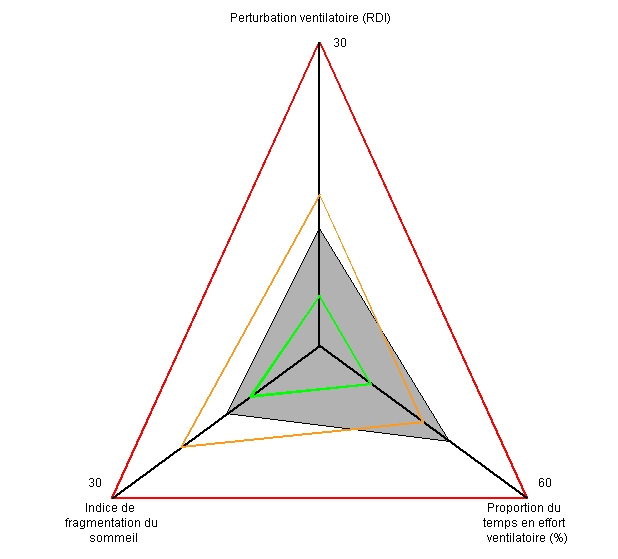 Perturbation ventilatoire (RDI)
30
30
60
Indice de
fragmentation du
sommeil
Proportion du
temps en effort
ventilatoire (%)